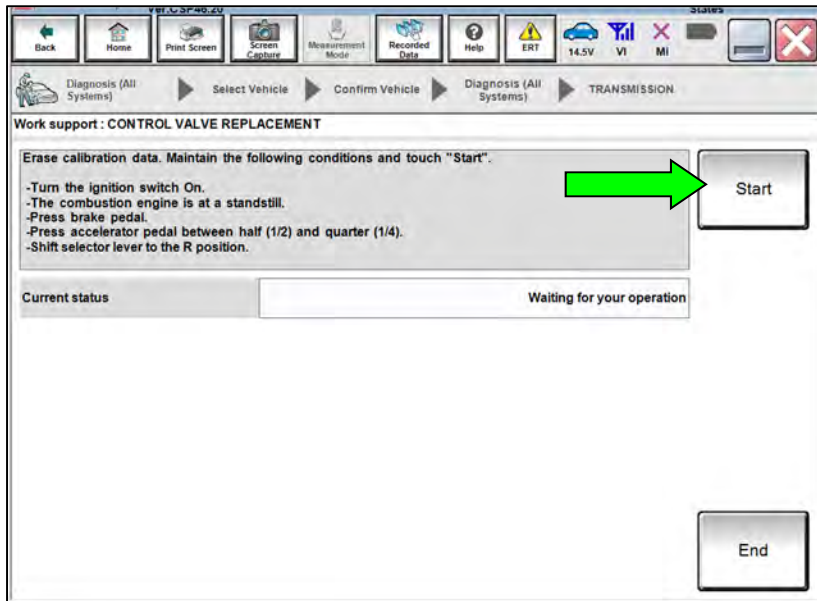 Ver.CSP48.20
States
Back
Home
Print Screen
Screen
Capture
Measurement
Mode
Recorded
Data
Help
ERT
14.5V
VI
MI
Diagnosis (All
Systems)
Select Vehicle
Confirm Vehicle
Diagnosis (All
Systems)
TRANSMISSION
Work support : CONTROL VALVE REPLACEMENT
Erase calibration data. Maintain the following conditions and touch "Start".
-Turn the ignition switch On.
-The combustion engine is at a standstill.
-Press brake pedal.
-Press accelerator pedal between half (1/2) and quarter (1/4).
-Shift selector lever to the R position.
Start
Current status
Waiting for your operation
End